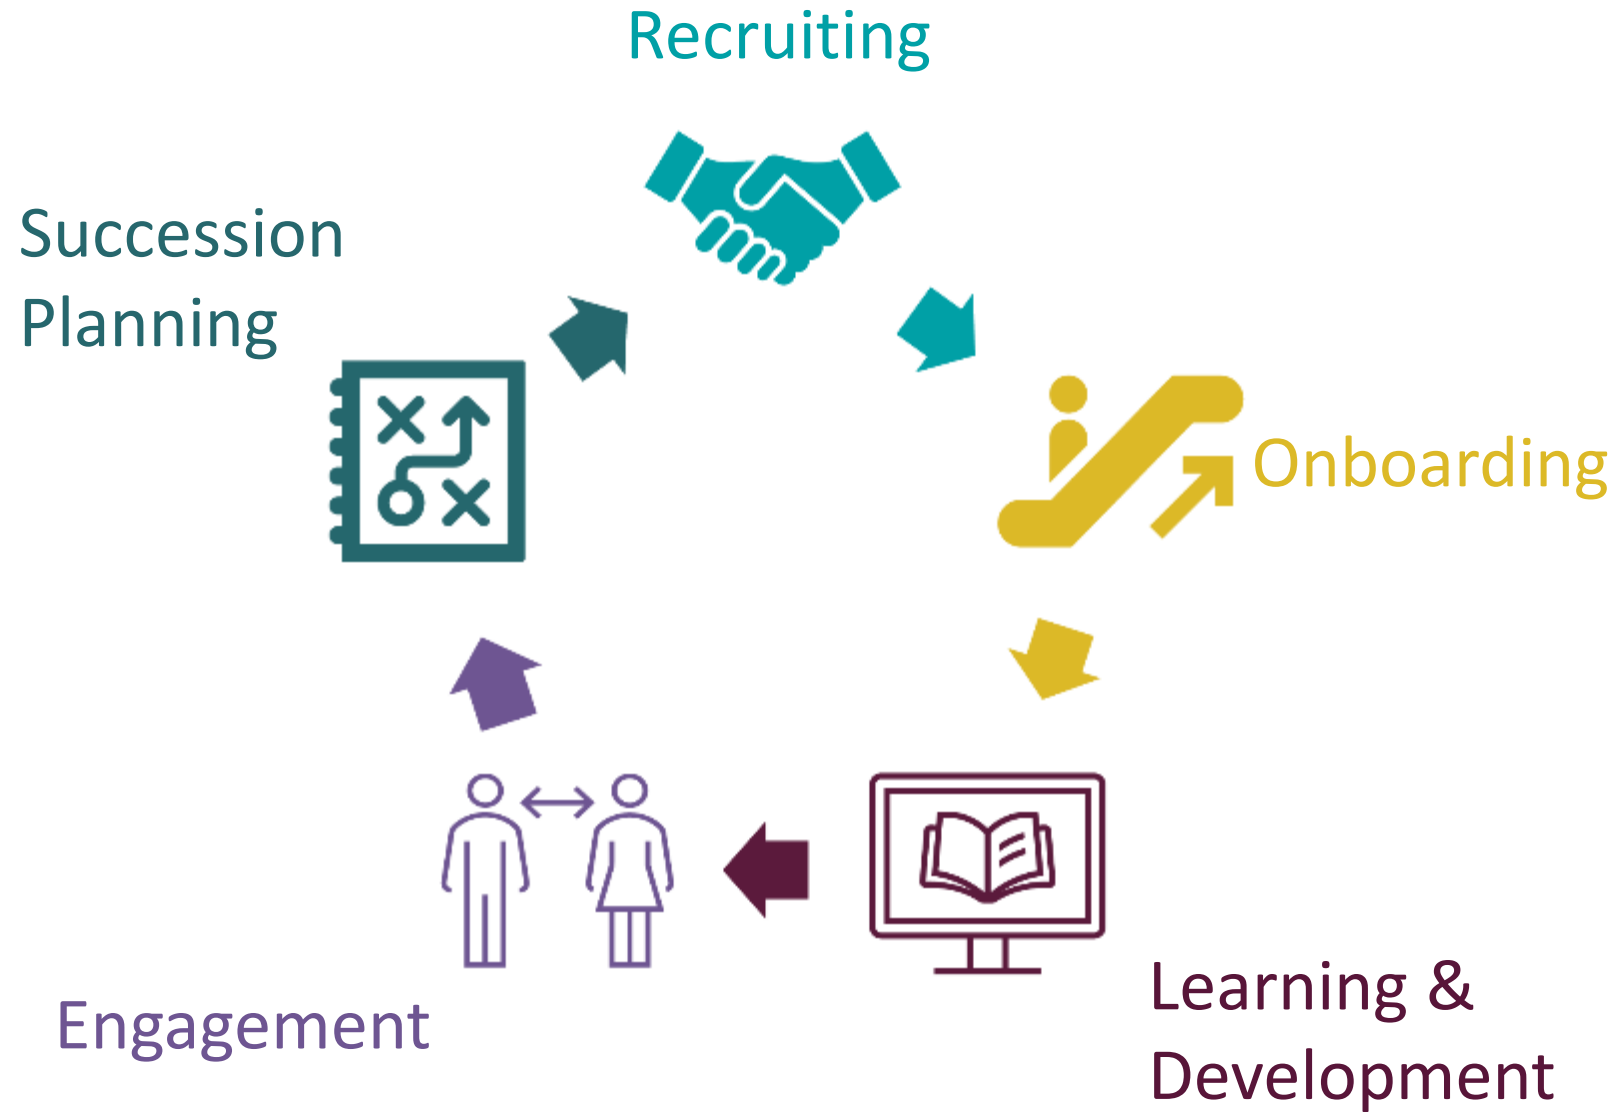 Recruiting
Succession
Planning
Onboarding
Learning &
Development
Engagement